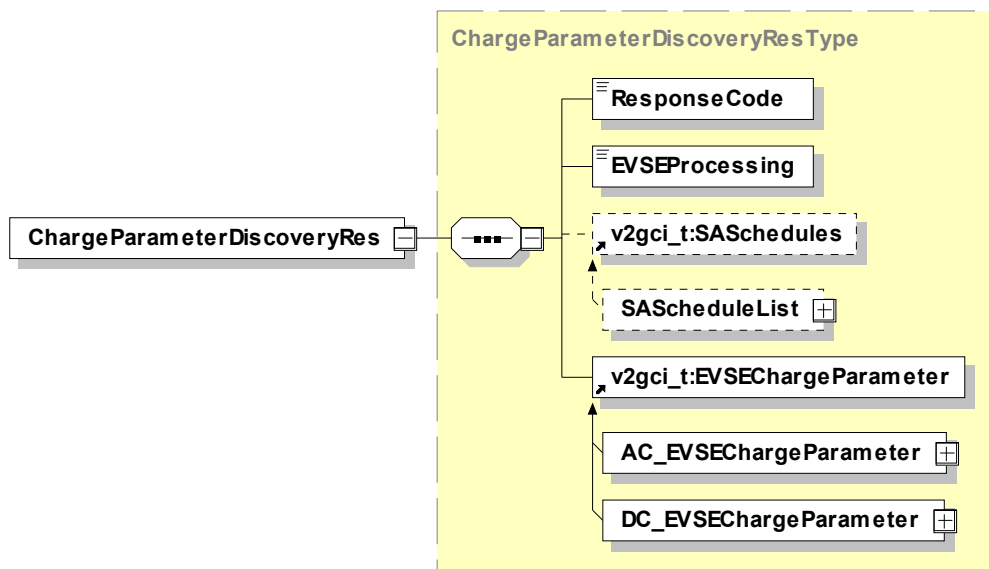 ChargeParameterDiscoveryResType
ResponseCode
EVSEProcessing
ChargeParameterDiscoveryRes
v2gci_t:SASchedules
SAScheduleList
v2gci_t:EVSEChargeParameter
AC_EVSEChargeParameter
DC_EVSEChargeParameter